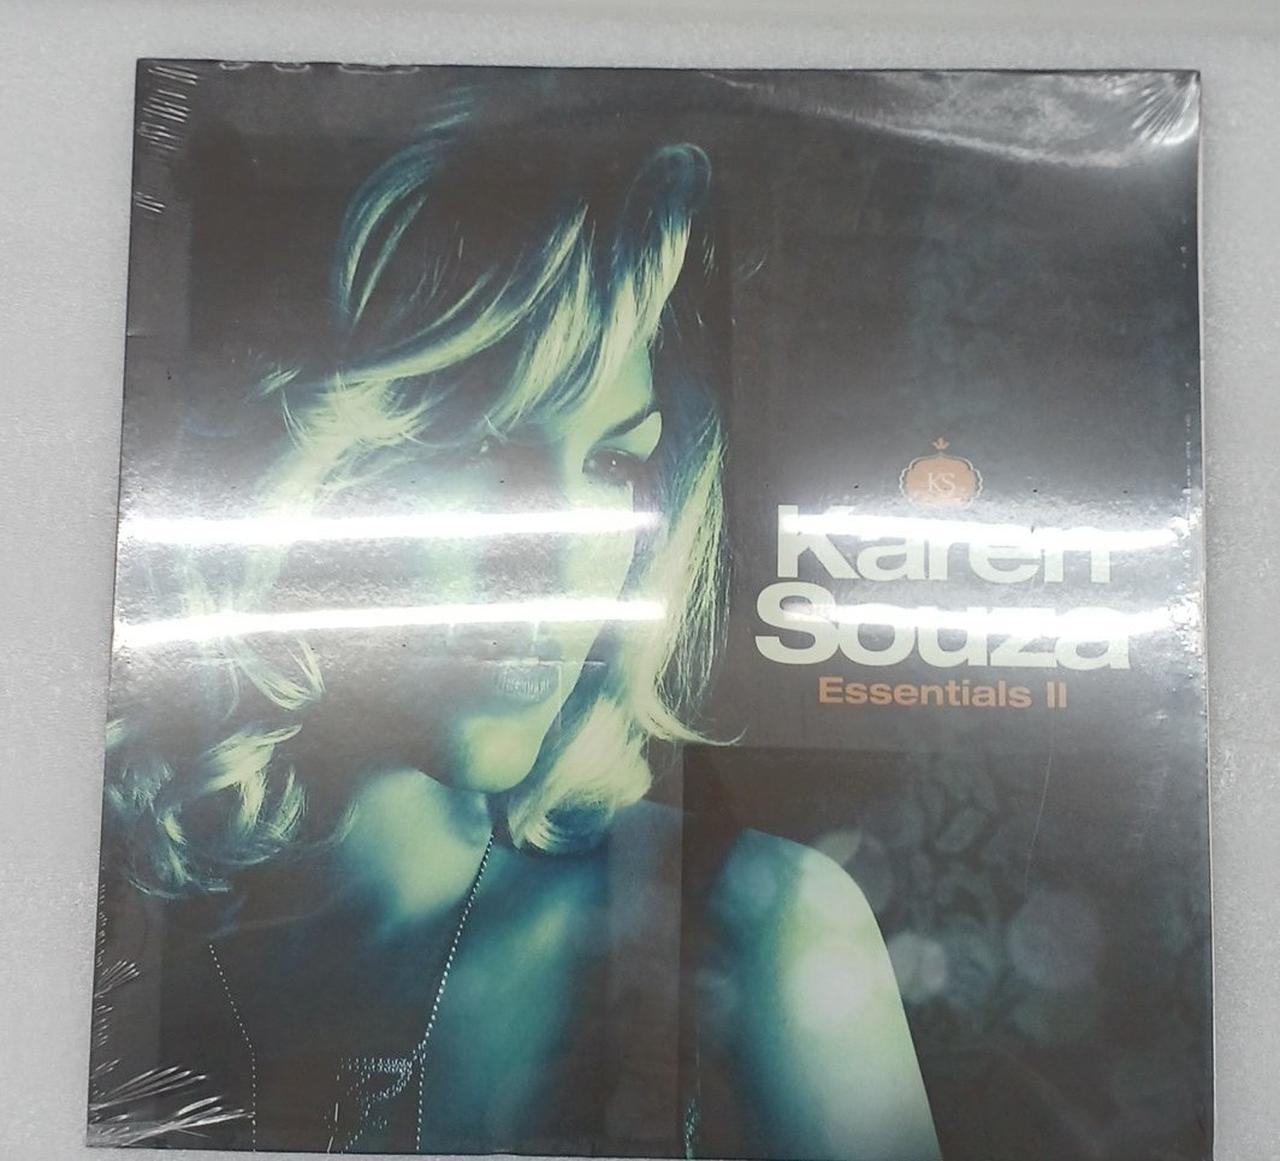 KS
Karen
Souza
Essentials II